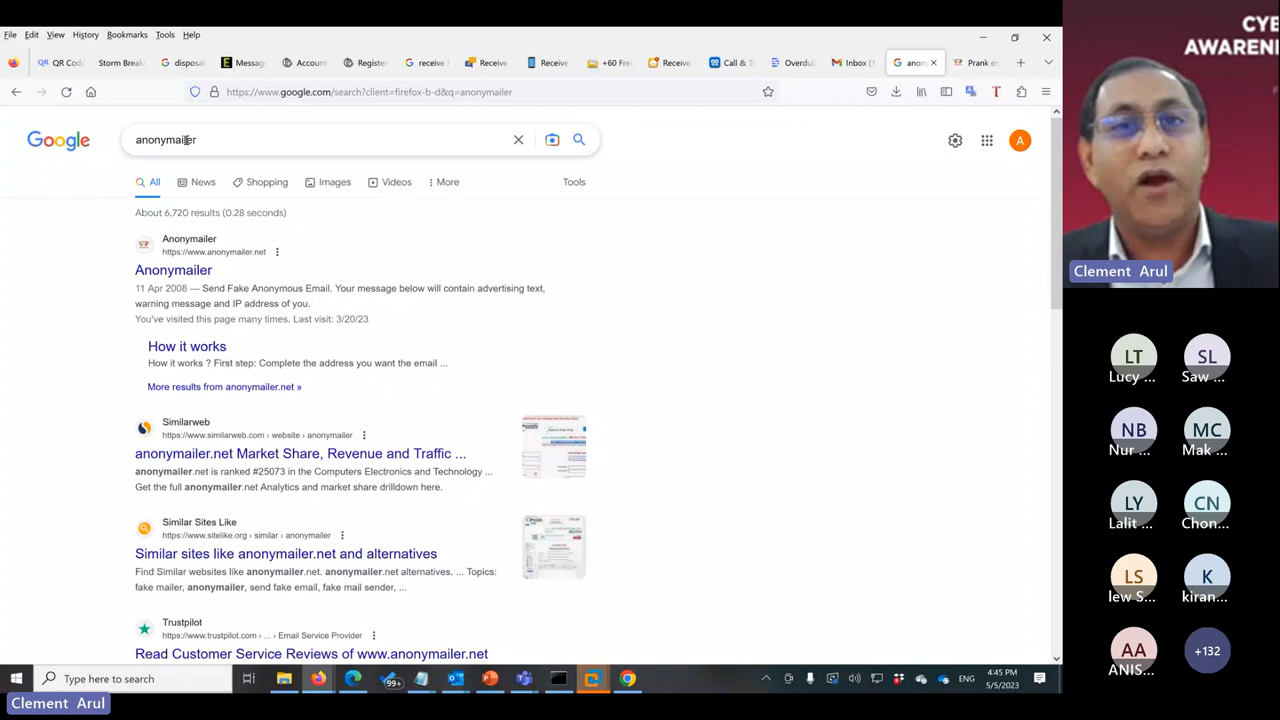 File Edit View History Bookmarks Tools Help
QR Cod
Storm Break
disposa
Messag
Accoun
Register
receive
Receive
Receive
+60 Fre
Receive
Call & T
Overdu
Inbox (1
anony
Prank e
https://www.google.com/search?client=firefox-b-d&q=anonymailer
Google
anonymailer
A
All News Shopping Images Videos More Tools
About 6,720 results (0.28 seconds)
Anonymailer
https://www.anonymailer.net
Anonymailer
11 Apr 2008 — Send Fake Anonymous Email. Your message below will contain advertising text,
warning message and IP address of you.
You've visited this page many times. Last visit: 3/20/23
How it works
How it works ? First step: Complete the address you want the email ...
More results from anonymailer.net »
Similarweb
https://www.similarweb.com › website › anonymailer
anonymailer.net Market Share, Revenue and Traffic ...
anonymailer.net is ranked #25073 in the Computers Electronics and Technology ...
Get the full anonymailer.net Analytics and market share drilldown here.
Similar Sites Like
https://www.sitelike.org › similar › anonymailer
Similar sites like anonymailer.net and alternatives
Find Similar websites like anonymailer.net. anonymailer.net alternatives. ... Topics:
fake mailer, anonymailer, send fake email, fake mail sender, ...
Trustpilot
https://www.trustpilot.com › ... › Email Service Provider
Read Customer Service Reviews of www.anonymailer.net
Type here to search
99+
ENG
4:45 PM
5/5/2023
Clement Arul
CYB
AWARENE
Clement Arul
LT
Lucy ...
SL
Saw ...
NB
Nur ...
MC
Mak ...
LY
Lalit ...
CN
Chon...
LS
lew S...
K
kiran...
AA
ANIS...
+132